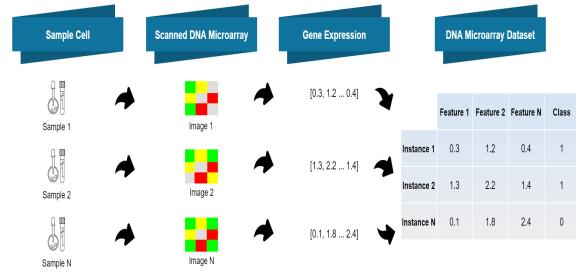 Sample Cell
Scanned DNA Microarray
Gene Expression
DNA Microarray Dataset
Sample 1
Image 1
[0.3, 1.2 ... 0.4]
Sample 2
Image 2
[1.3, 2.2 ... 1.4]
Sample N
Image N
[0.1, 1.8 ... 2.4]
Feature 1 Feature 2 Feature N Class
Instance 1 0.3 1.2 0.4 1
Instance 2 1.3 2.2 1.4 1
Instance N 0.1 1.8 2.4 0